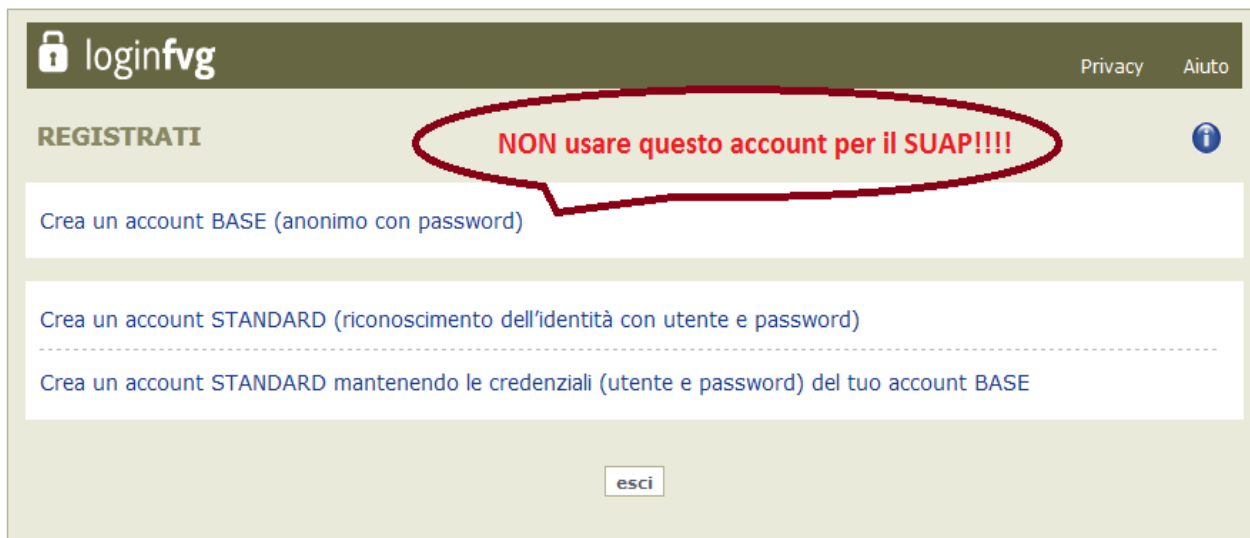 loginfvg
Privacy Aiuto
REGISTRATI
NON usare questo account per il SUAP!!!!
Crea un account BASE (anonimo con password)
Crea un account STANDARD (riconoscimento dell'identità con utente e password)
Crea un account STANDARD mantenendo le credenziali (utente e password) del tuo account BASE
esci